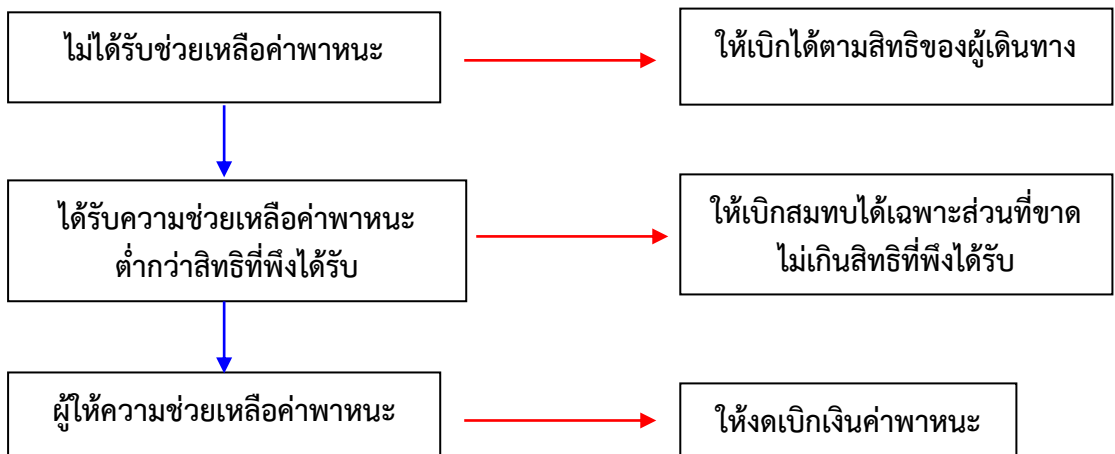 ไม่ได้รับช่วยเหลือค่าพาหนะ
ให้เบิกได้ตามสิทธิของผู้เดินทาง
ได้รับความช่วยเหลือค่าพาหนะ
ต่ำกว่าสิทธิที่พึงได้รับ
ให้เบิกสมทบได้เฉพาะส่วนที่ขาด
ไม่เกินสิทธิที่พึงได้รับ
ผู้ให้ความช่วยเหลือค่าพาหนะ
ให้งดเบิกเงินค่าพาหนะ